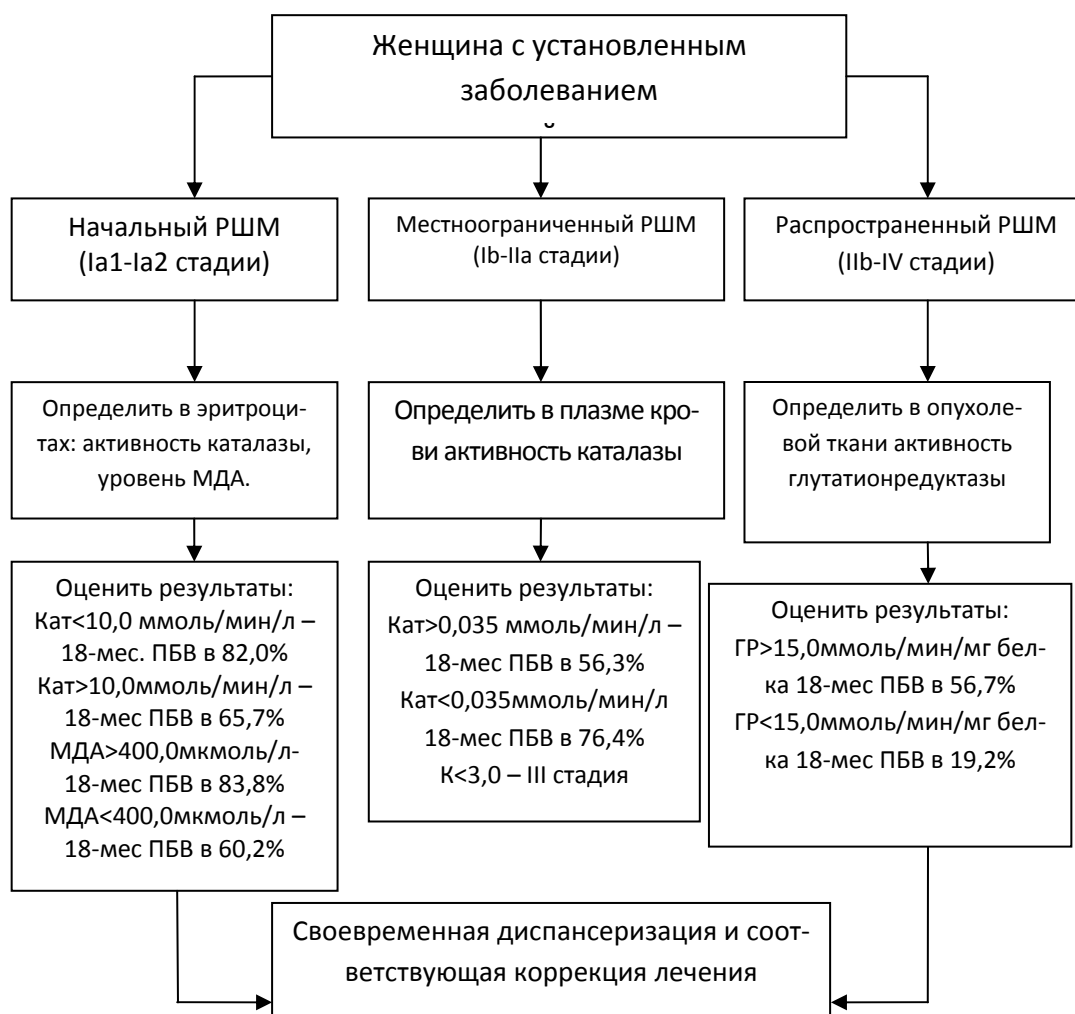 Женщина с установленным
заболеванием
Начальный РШМ
(Ia1-Ia2 стадии)
Местноограниченный РШМ
(Ib-IIa стадии)
Распространенный РШМ
(IIb-IV стадии)
Определить в эритроци-
тах: активность каталазы,
уровень МДА.
Определить в плазме кро-
ви активность каталазы
Определить в опухоле-
вой ткани активность
глутатионредуктазы
Оценить результаты:
Кат<10,0 ммоль/мин/л –
18-мес. ПБВ в 82,0%
Кат>10,0ммоль/мин/л –
18-мес ПБВ в 65,7%
МДА>400,0мкмоль/л-
18-мес ПБВ в 83,8%
МДА<400,0мкмоль/л –
18-мес ПБВ в 60,2%
Оценить результаты:
Кат>0,035 ммоль/мин/л –
18-мес ПБВ в 56,3%
Кат<0,035ммоль/мин/л
18-мес ПБВ в 76,4%
К<3,0 – III стадия
Оценить результаты:
ГР>15,0ммоль/мин/мг бел-
ка 18-мес ПБВ в 56,7%
ГР<15,0ммоль/мин/мг бел-
ка 18-мес ПБВ в 19,2%
Своевременная диспансеризация и соот-
ветствующая коррекция лечения